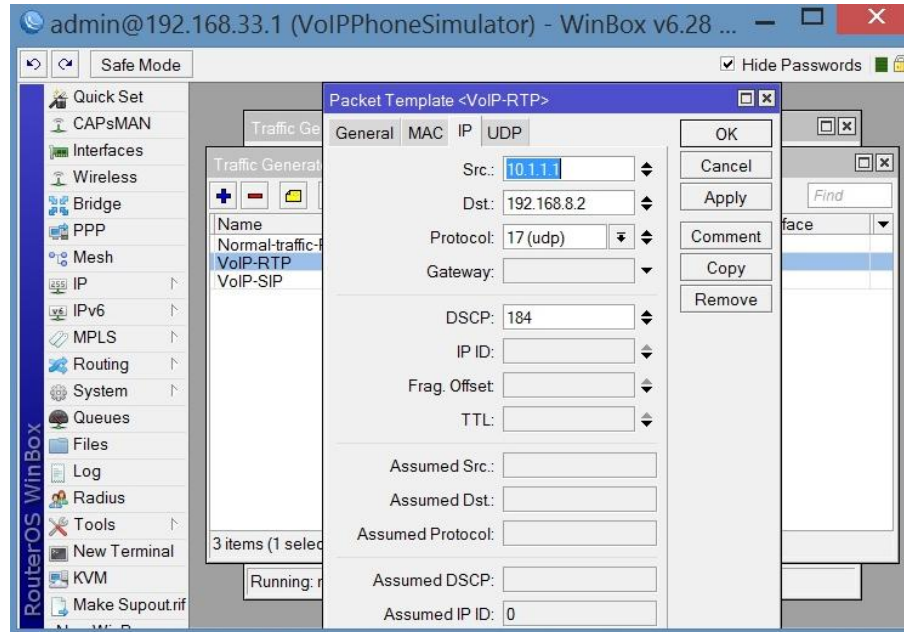 admin@192.168.33.1 (VoIPPhoneSimulator) - WinBox v6.28 ...
Safe Mode
Hide Passwords
Quick Set
CAPsMAN
Interfaces
Wireless
Bridge
PPP
Mesh
IP
IPv6
MPLS
Routing
System
Queues
Files
Log
Radius
Tools
New Terminal
KVM
Make Supout.rif
RouterOS WinBox
Traffic Ge
Traffic Generat
Find
Name
face
Normal-traffic-
VoIP-RTP
VoIP-SIP
3 items (1 selec
Running:
Packet Template <VoIP-RTP>
General MAC IP UDP
Src.: 10.1.1.1
Dst.: 192.168.8.2
Protocol: 17 (udp)
Gateway:
DSCP: 184
IP ID:
Frag. Offset:
TTL:
Assumed Src.:
Assumed Dst.:
Assumed Protocol:
Assumed DSCP:
Assumed IP ID: 0
OK
Cancel
Apply
Comment
Copy
Remove